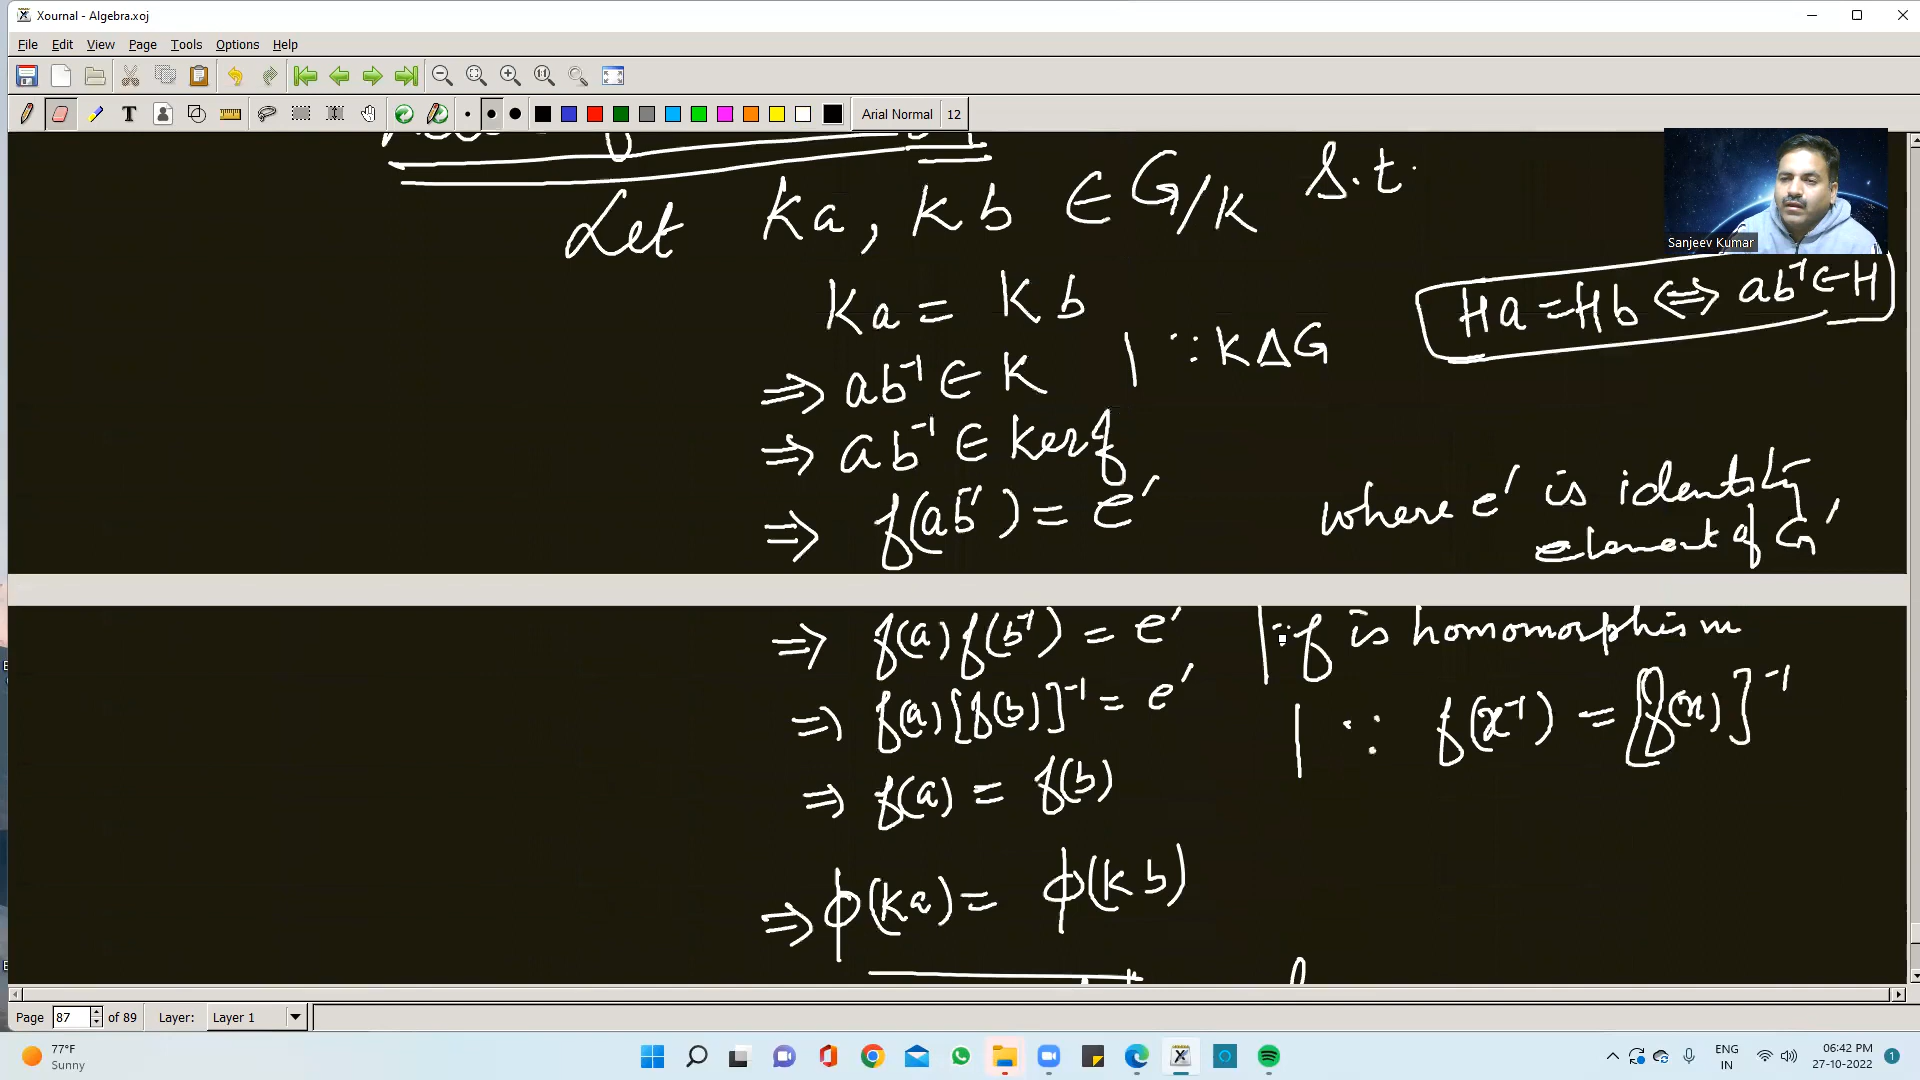 Xournal - Algebra.xoj
File Edit View Page Tools Options Help
Arial Normal 12
Let Ka, Kb ∈ G/K S.t.
Sanjeev Kumar
Ka = Kb
Ha = Hb ⇔ ab⁻¹ ∈ H
⇒ ab⁻¹ ∈ K | ∵ K Δ G
⇒ ab⁻¹ ∈ Kerf
⇒ f(ab⁻¹) = e′ where e′ is identity
element of G′
⇒ f(a) f(b⁻¹) = e′ | ∵ f is homomorphism
⇒ f(a) [f(b)]⁻¹ = e′ | ∵ f(x⁻¹) = [f(x)]⁻¹
⇒ f(a) = f(b)
⇒ ϕ(Ka) = ϕ(Kb)
Page 87 of 89 Layer: Layer 1
77°F
Sunny
ENG
IN
06:42 PM
27-10-2022
1